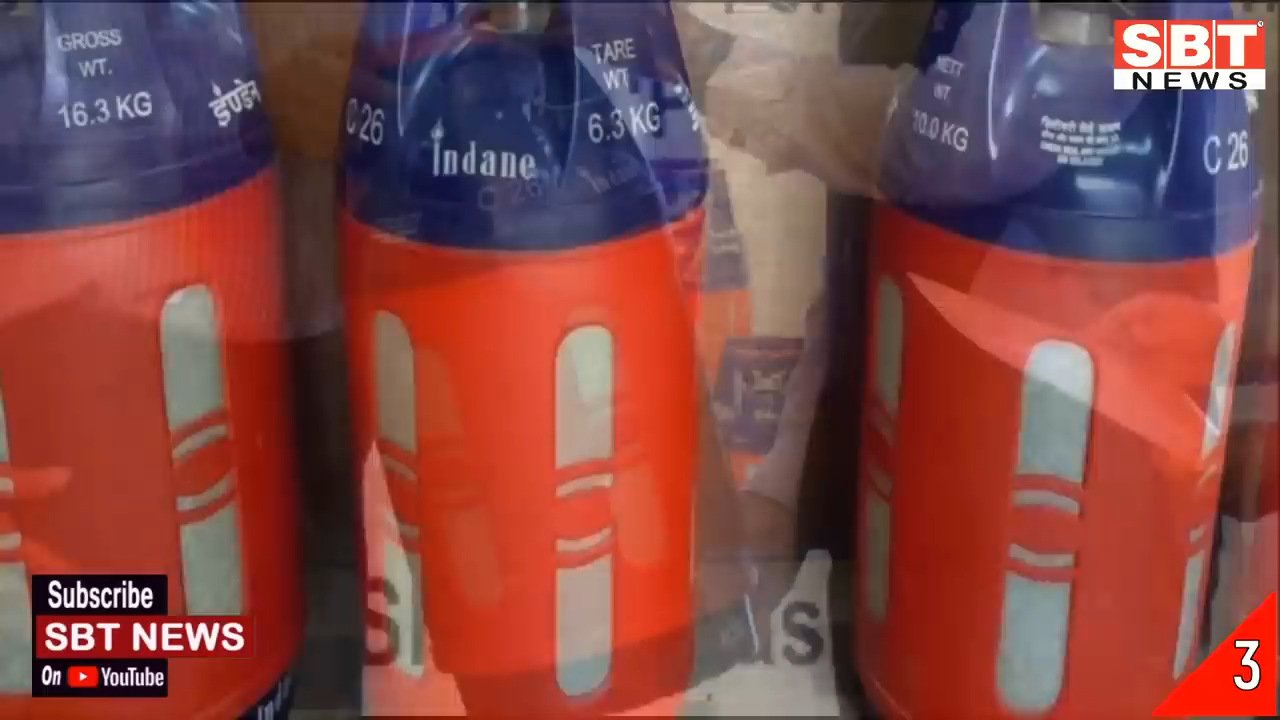 GROSS
WT.
16.3 KG
इंण्डेन
C 26
Indane
TARE
WT
6.3 KG
NETT
WT
10.0 KG
C 26
SBT
NEWS
Subscribe
SBT NEWS
On YouTube
3